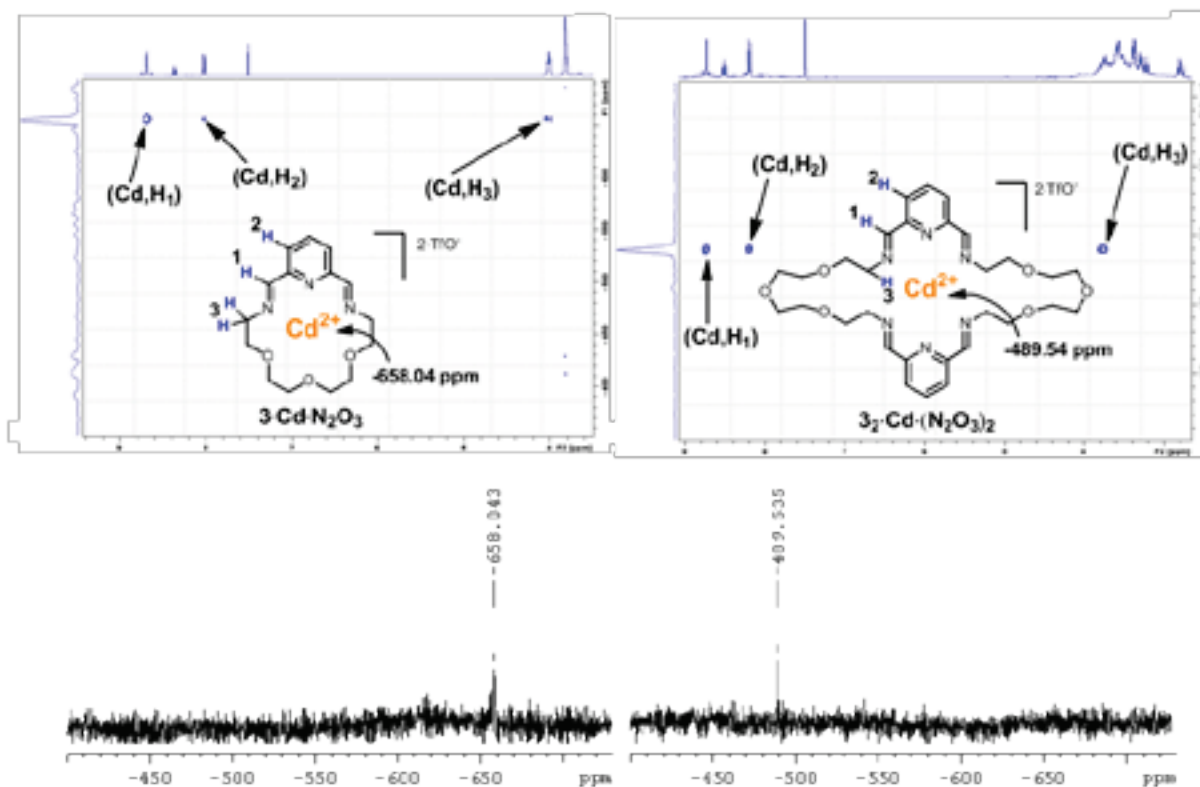 (Cd,H₁)
(Cd,H₂)
(Cd,H₃)
2
H
1
H
N
2·TfO⁻
3
H
H
N
N
Cd²⁺
O
O
O
-658.04 ppm
3·Cd·N₂O₃
(Cd,H₂)
(Cd,H₃)
(Cd,H₁)
2
H
1
H
N
2·TfO⁻
N
N
O
O
H
3
Cd²⁺
O
O
O
O
N
N
N
-489.54 ppm
3₂·Cd·(N₂O₃)₂
-658.043
-489.535
-450 -500 -550 -600 -650 ppm
-450 -500 -550 -600 -650 ppm